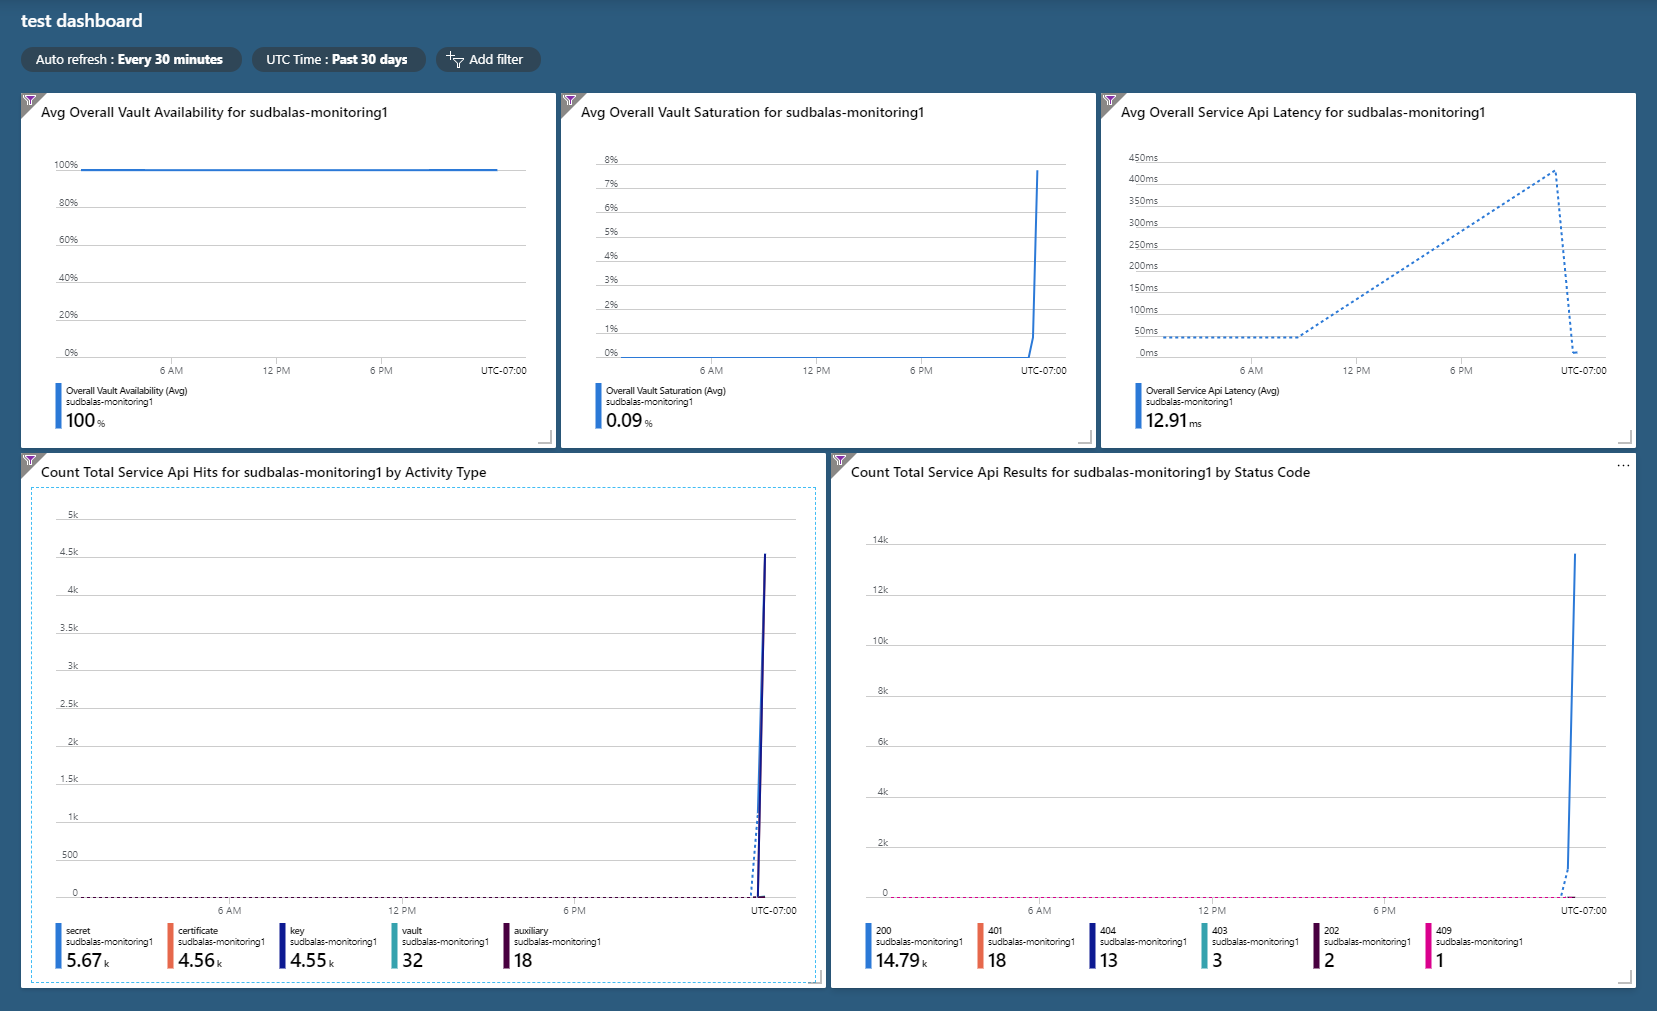 test dashboard
Auto refresh : Every 30 minutes
UTC Time : Past 30 days
Add filter
Avg Overall Vault Availability for sudbalas-monitoring1
100%
80%
60%
40%
20%
0%
6 AM
12 PM
6 PM
UTC-07:00
Overall Vault Availability (Avg)
sudbalas-monitoring1
100 %
Avg Overall Vault Saturation for sudbalas-monitoring1
8%
7%
6%
5%
4%
3%
2%
1%
0%
6 AM
12 PM
6 PM
UTC-07:00
Overall Vault Saturation (Avg)
sudbalas-monitoring1
0.09 %
Avg Overall Service Api Latency for sudbalas-monitoring1
450ms
400ms
350ms
300ms
250ms
200ms
150ms
100ms
50ms
0ms
6 AM
12 PM
6 PM
UTC-07:00
Overall Service Api Latency (Avg)
sudbalas-monitoring1
12.91 ms
Count Total Service Api Hits for sudbalas-monitoring1 by Activity Type
5k
4.5k
4k
3.5k
3k
2.5k
2k
1.5k
1k
500
0
6 AM
12 PM
6 PM
UTC-07:00
secret
sudbalas-monitoring1
5.67 k
certificate
sudbalas-monitoring1
4.56 k
key
sudbalas-monitoring1
4.55 k
vault
sudbalas-monitoring1
32
auxiliary
sudbalas-monitoring1
18
Count Total Service Api Results for sudbalas-monitoring1 by Status Code
14k
12k
10k
8k
6k
4k
2k
0
6 AM
12 PM
6 PM
UTC-07:00
200
sudbalas-monitoring1
14.79 k
401
sudbalas-monitoring1
18
404
sudbalas-monitoring1
13
403
sudbalas-monitoring1
3
202
sudbalas-monitoring1
2
409
sudbalas-monitoring1
1